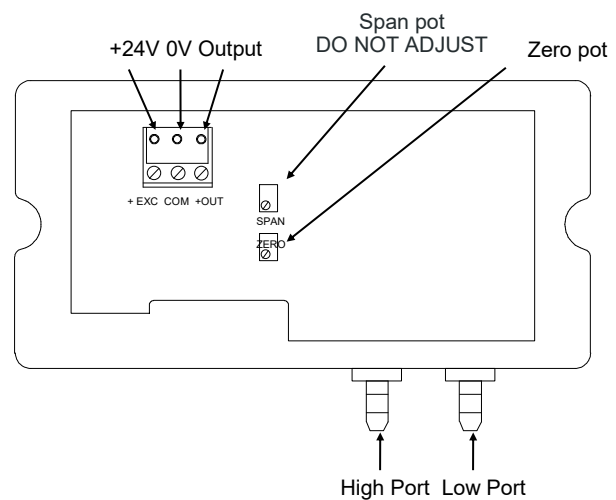 Span pot
DO NOT ADJUST
+24V 0V Output
Zero pot
+ EXC COM +OUT
SPAN
ZERO
High Port Low Port